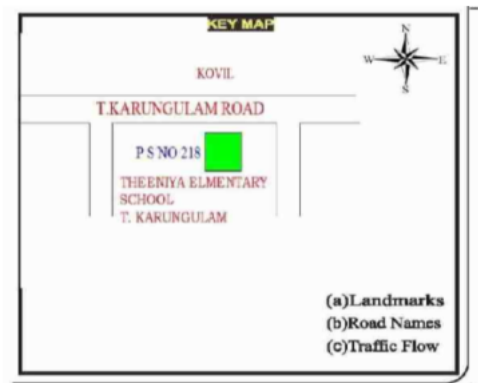 KEY MAP
N
W E
S
KOVIL
T.KARUNGULAM ROAD
P S NO 218
THEENIYA ELMENTARY
SCHOOL
T. KARUNGULAM
(a)Landmarks
(b)Road Names
(c)Traffic Flow